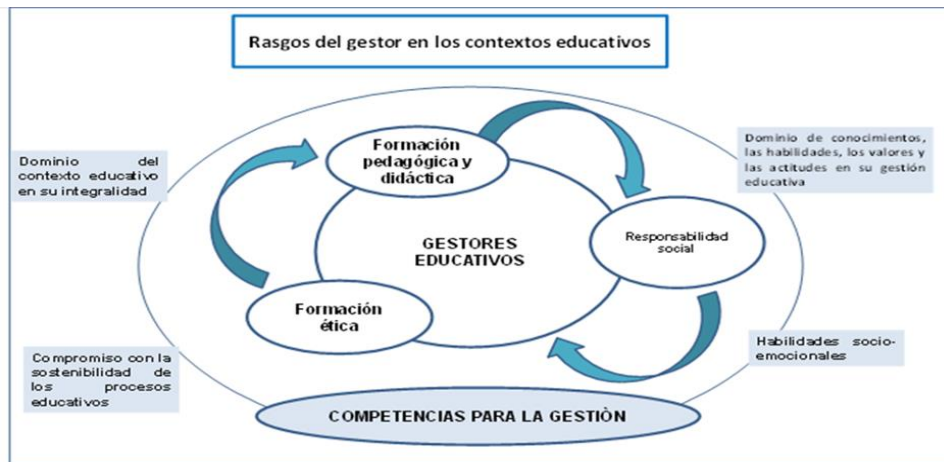 Rasgos del gestor en los contextos educativos
Formación
pedagógica y
didáctica
Dominio del
contexto educativo
en su integralidad
Dominio de conocimientos,
las habilidades, los valores y
las actitudes en su gestión
educativa
GESTORES
EDUCATIVOS
Responsabilidad
social
Formación
ética
Compromiso con la
sostenibilidad de
los procesos
educativos
Habilidades socio-
emocionales
COMPETENCIAS PARA LA GESTIÒN